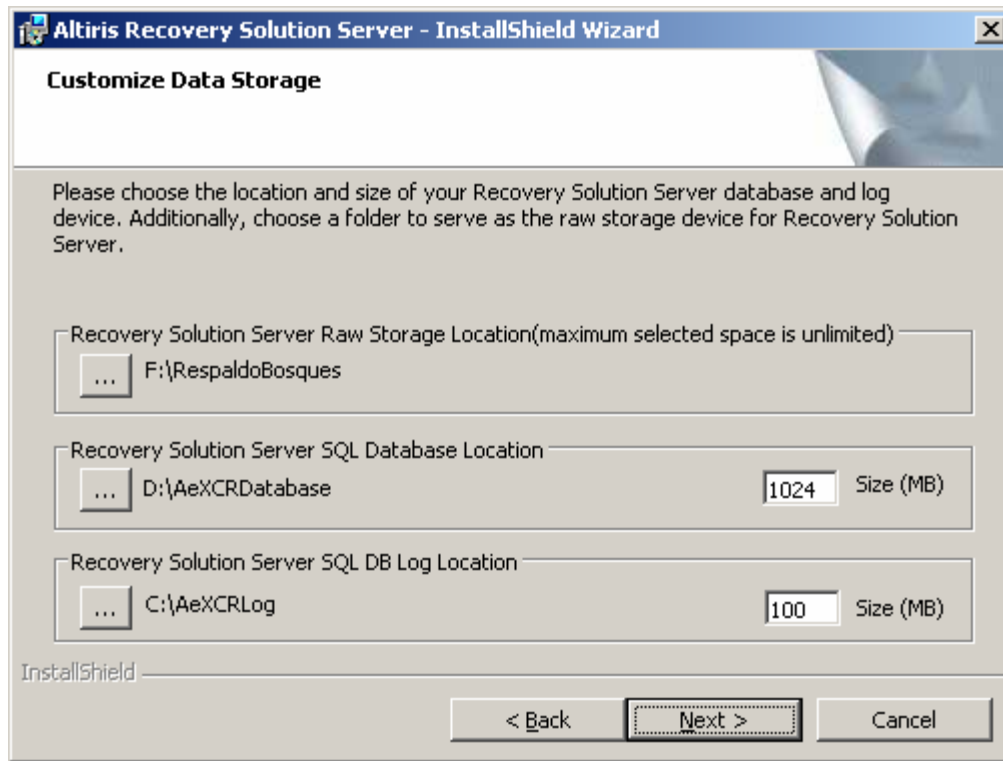 Altiris Recovery Solution Server - InstallShield Wizard
Customize Data Storage
Please choose the location and size of your Recovery Solution Server database and log
device. Additionally, choose a folder to serve as the raw storage device for Recovery Solution
Server.
Recovery Solution Server Raw Storage Location(maximum selected space is unlimited)
... F:\RespaldoBosques
Recovery Solution Server SQL Database Location
... D:\AeXCRDatabase 1024 Size (MB)
Recovery Solution Server SQL DB Log Location
... C:\AeXCRLog 100 Size (MB)
InstallShield
< Back Next > Cancel